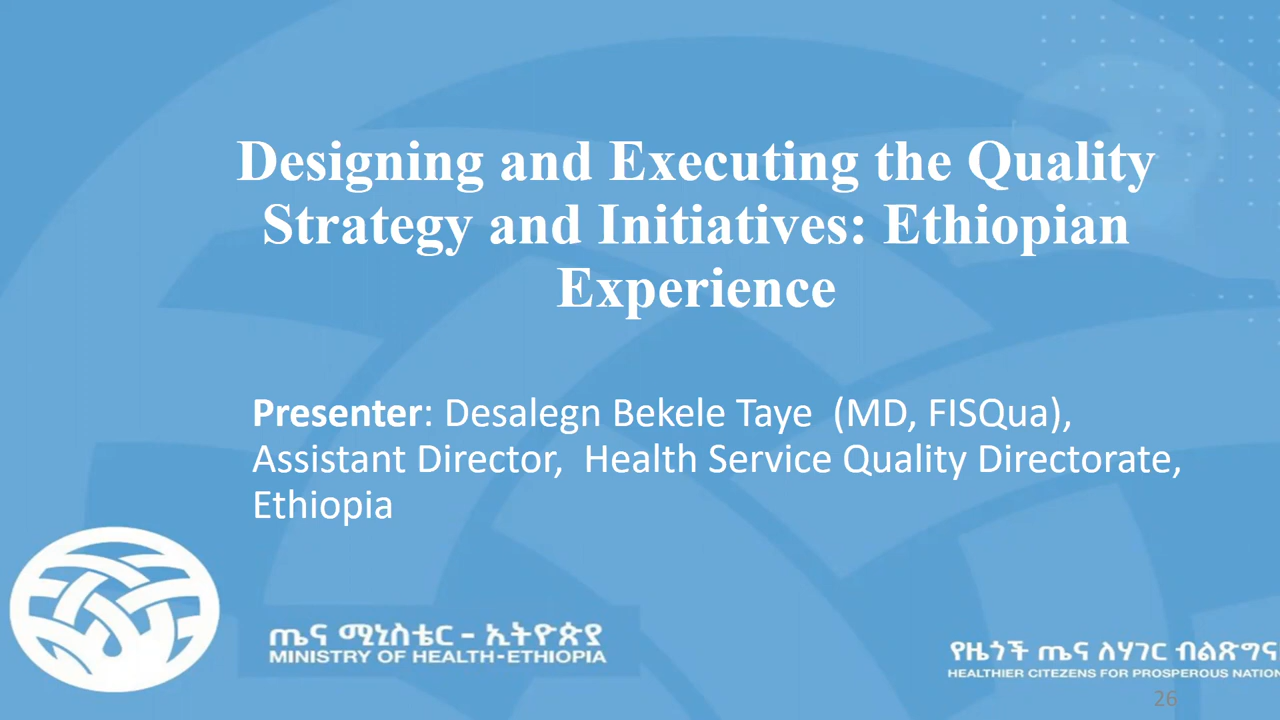 Designing and Executing the Quality
Strategy and Initiatives: Ethiopian
Experience
Presenter: Desalegn Bekele Taye (MD, FISQua),
Assistant Director, Health Service Quality Directorate,
Ethiopia
ጤና ሚኒስቴር - ኢትዮጵያ
MINISTRY OF HEALTH-ETHIOPIA
የዜጎች ጤና ለሃገር ብልጽግና
HEALTHIER CITEZENS FOR PROSPEROUS NATION
26